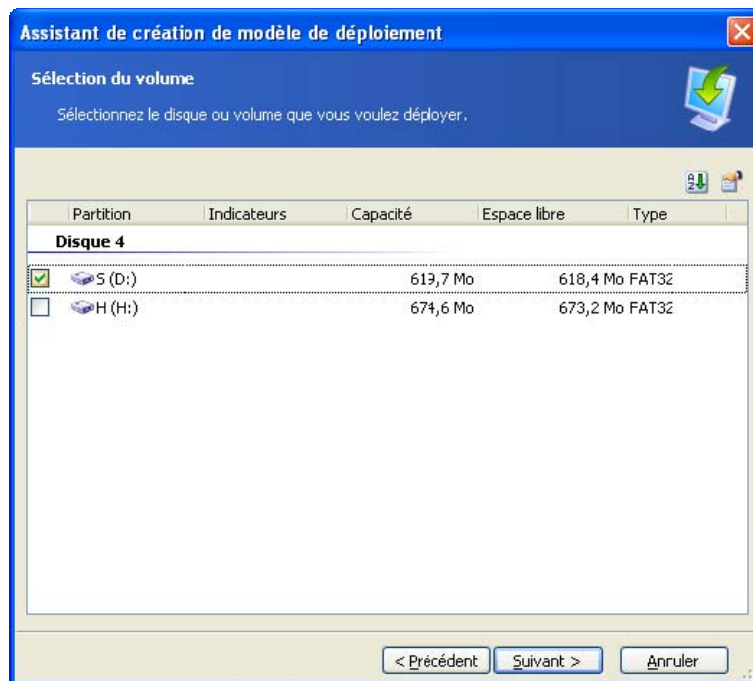 Assistant de création de modèle de déploiement
Sélection du volume
Sélectionnez le disque ou volume que vous voulez déployer.
Partition Indicateurs Capacité Espace libre Type
Disque 4
S (D:) 619,7 Mo 618,4 Mo FAT32
H (H:) 674,6 Mo 673,2 Mo FAT32
< Précédent Suivant > Annuler